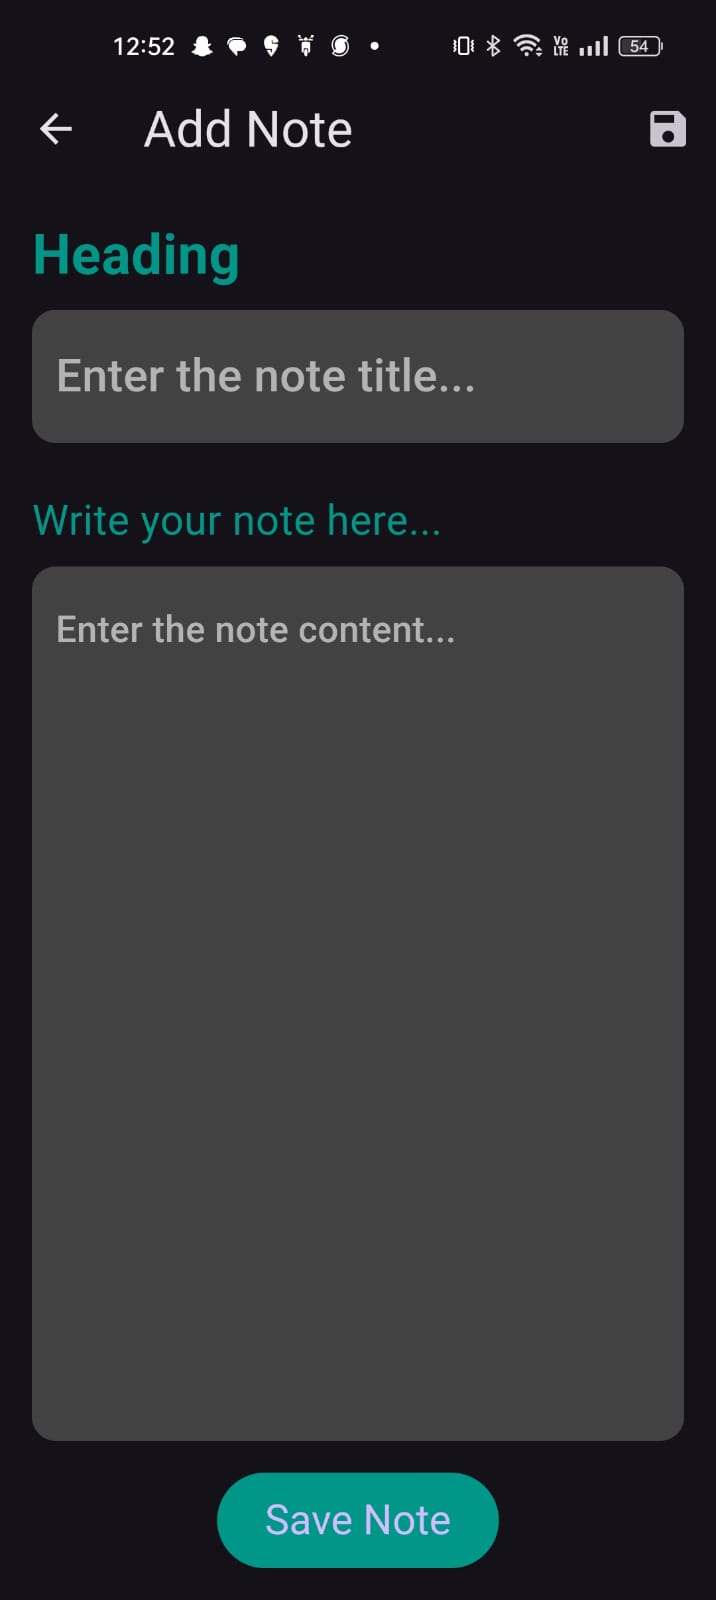 12:52 Vo LTE 54
Add Note
Heading
Enter the note title...
Write your note here...
Enter the note content...
Save Note